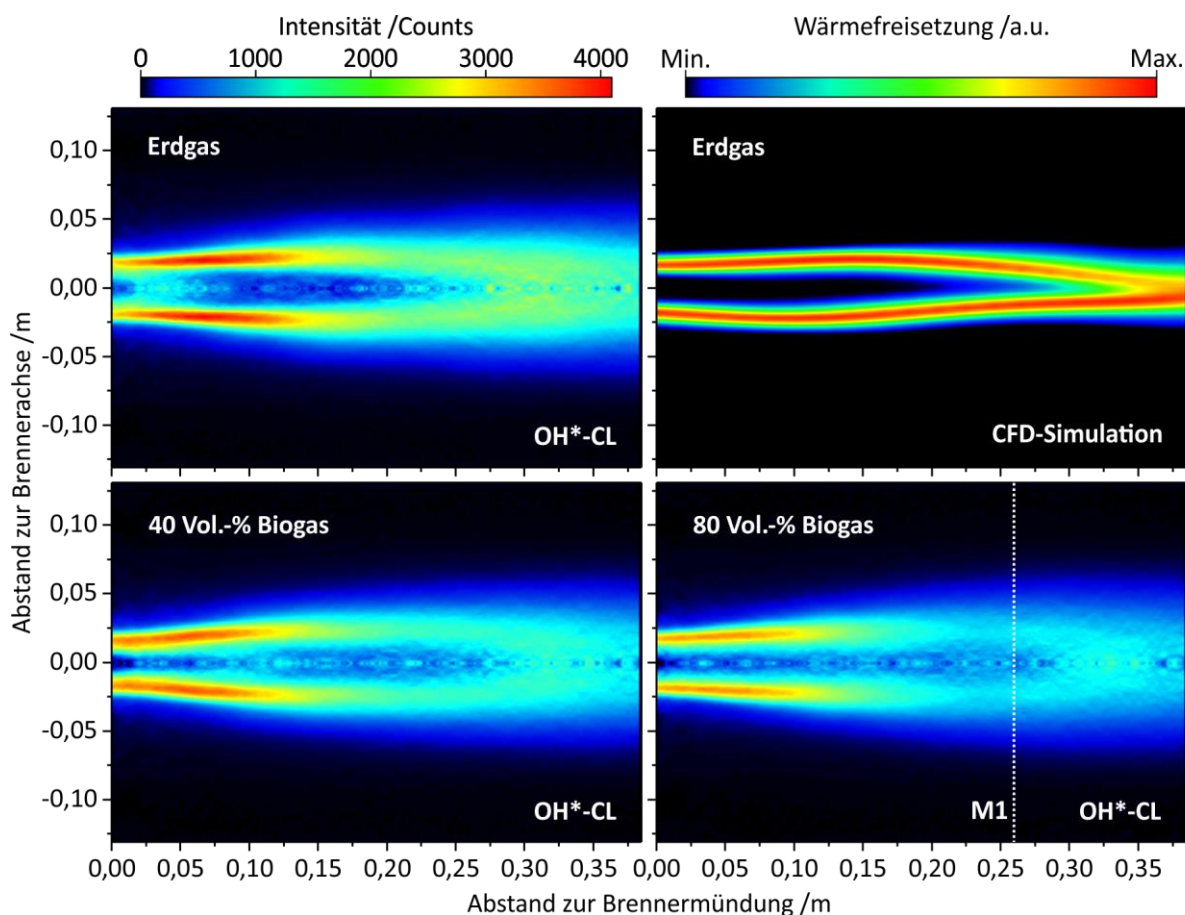 Intensität /Counts
0 1000 2000 3000 4000
Wärmefreisetzung /a.u.
Min. Max.
Abstand zur Brennerachse /m
0,10
0,05
0,00
-0,05
-0,10
Erdgas
OH*-CL
Erdgas
CFD-Simulation
0,10
0,05
0,00
-0,05
-0,10
40 Vol.-% Biogas
OH*-CL
80 Vol.-% Biogas
M1 OH*-CL
0,00 0,05 0,10 0,15 0,20 0,25 0,30 0,35 0,00 0,05 0,10 0,15 0,20 0,25 0,30 0,35
Abstand zur Brennermündung /m